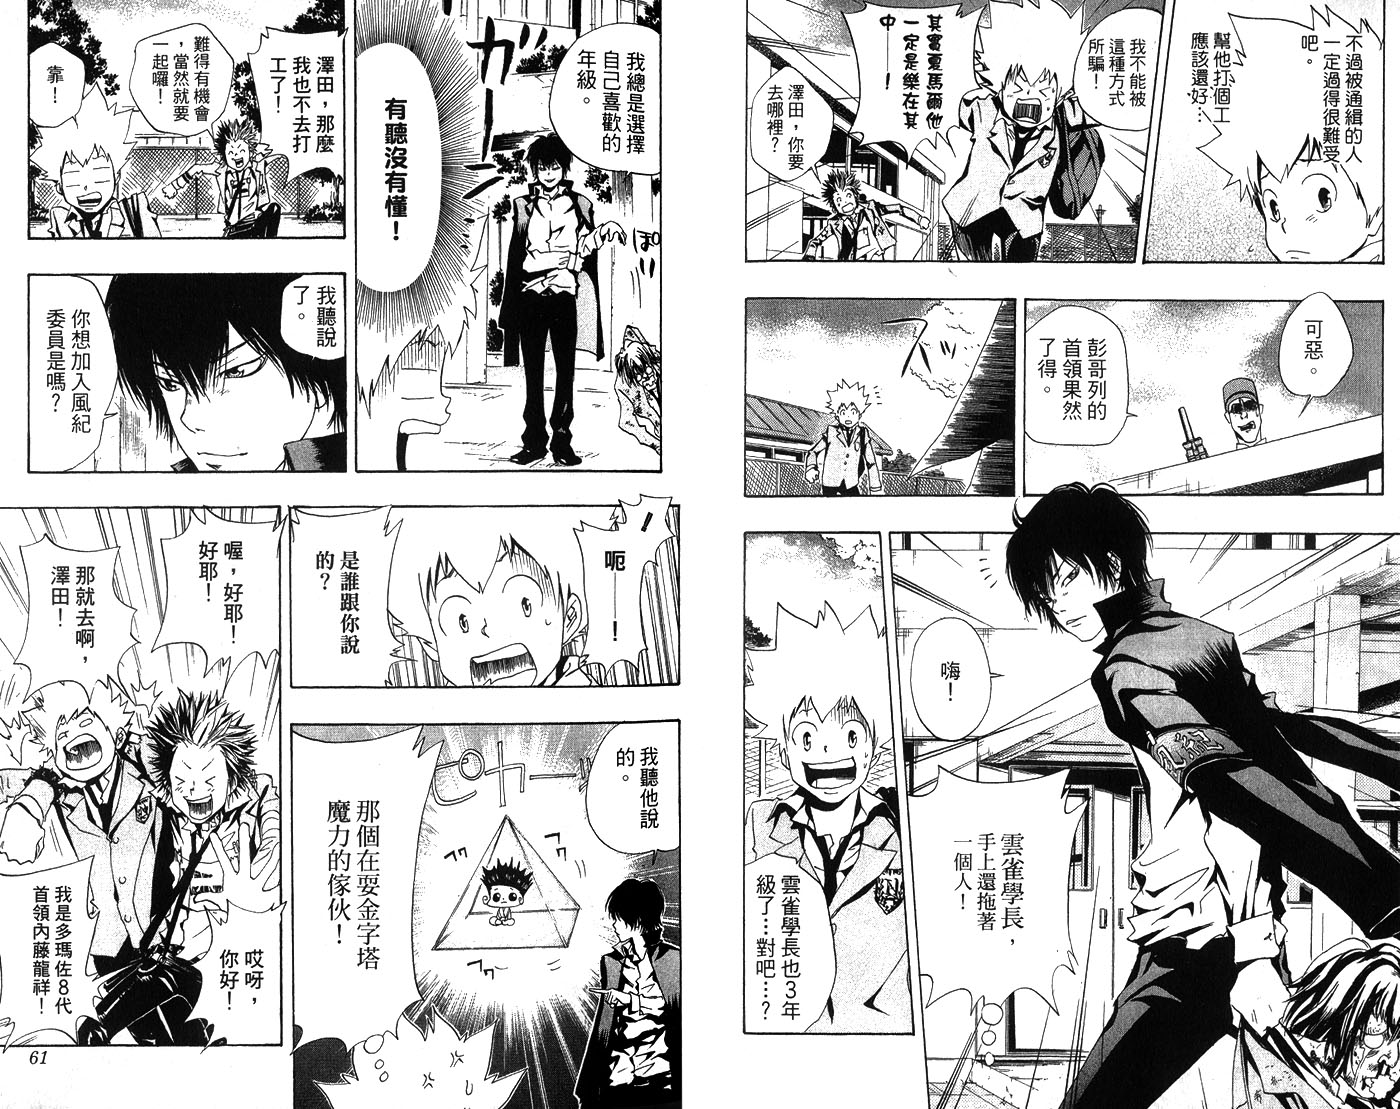 不過被通緝的人
一定過得很難受
吧。
幫他打個工
應該還好…
我不能被
這種方式
所騙！
其實夏馬爾他
一定是樂在其
中
澤田，你要
去哪裡？
可惡。
彭哥列的
首領果然
了得。
嗨！
雲雀學長，
手上還拖著
一個人！
雲雀學長也3年
級了…對吧…？
我總是選擇
自己喜歡的
年級。
ガーン
ぽ
有聽沒有懂！
澤田，那麼
我也不去打
工了！
難得有機會
，當然就要
一起囉！
靠！
我聽說
了。
你想加入風紀
委員是嗎？
！
呃——！
是誰跟你說
的？
我聽他說
的。
ピカーッ
那個在耍金字塔
魔力的傢伙！
喔，好耶！
好耶！
那就去啊，
澤田！
哎呀，
你好！
我是多瑪佐8代
首領內藤龍祥！
61